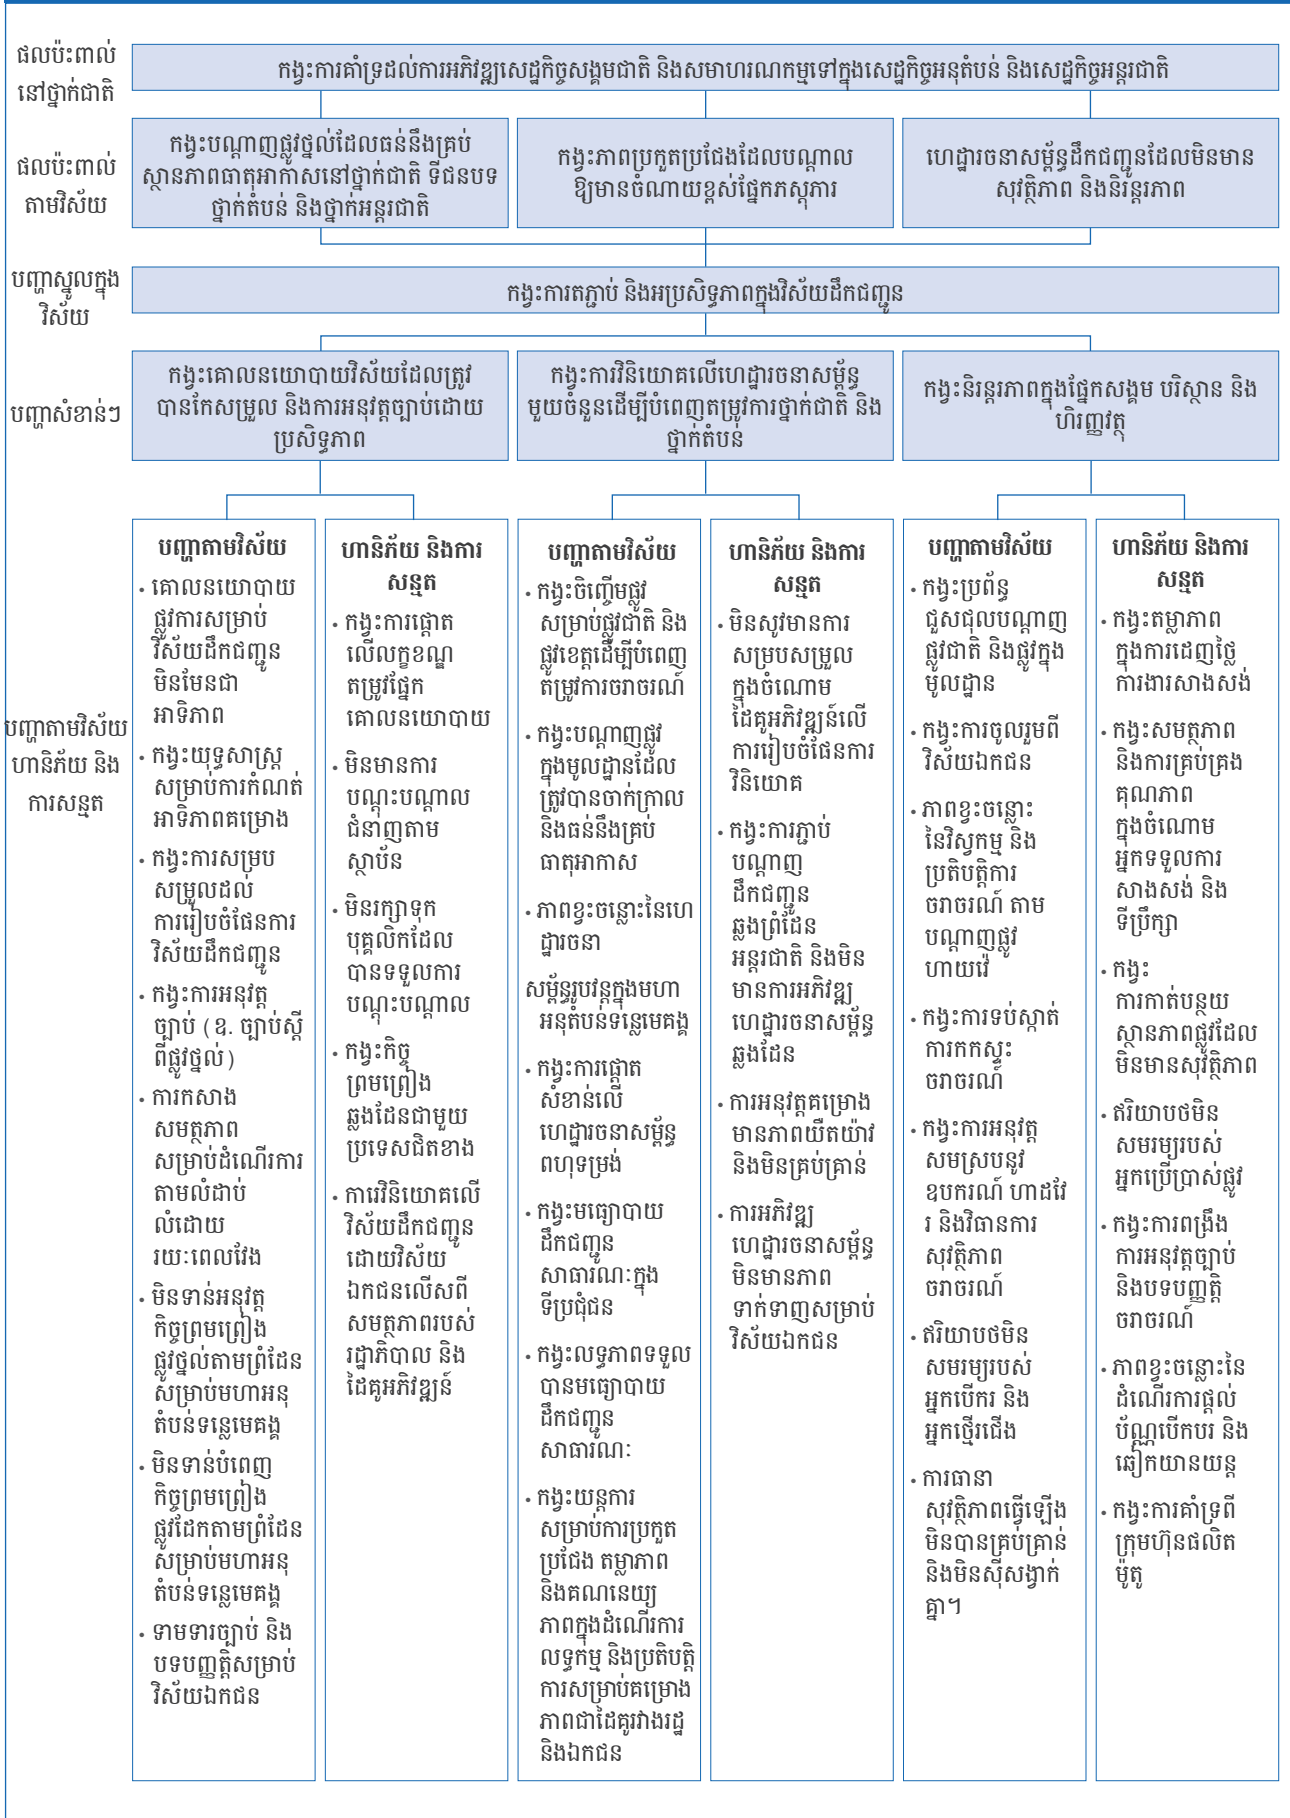 ផលប៉ះពាល់
នៅថ្នាក់ជាតិ
កង្វះការគាំទ្រដល់ការអភិវឌ្ឍសេដ្ឋកិច្ចសង្គមជាតិ និងសមាហរណកម្មទៅក្នុងសេដ្ឋកិច្ចអនុតំបន់ និងសេដ្ឋកិច្ចអន្តរជាតិ
ផលប៉ះពាល់
តាមវិស័យ
កង្វះបណ្តាញផ្លូវថ្នល់ដែលធន់នឹងគ្រប់
ស្ថានភាពធាតុអាកាសនៅថ្នាក់ជាតិ ទីជនបទ
ថ្នាក់តំបន់ និងថ្នាក់អន្តរជាតិ
កង្វះភាពប្រកួតប្រជែងដែលបណ្តាល
ឱ្យមានចំណាយខ្ពស់ផ្នែកភស្តុភារ
ហេដ្ឋារចនាសម្ព័ន្ធដឹកជញ្ជូនដែលមិនមាន
សុវត្ថិភាព និងនិរន្តរភាព
បញ្ហាស្នូលក្នុង
វិស័យ
កង្វះការតភ្ជាប់ និងអប្រសិទ្ធភាពក្នុងវិស័យដឹកជញ្ជូន
បញ្ហាសំខាន់ៗ
កង្វះគោលនយោបាយវិស័យដែលត្រូវ
បានកែសម្រួល និងការអនុវត្តច្បាប់ដោយ
ប្រសិទ្ធភាព
កង្វះការវិនិយោគលើហេដ្ឋារចនាសម្ព័ន្ធ
មួយចំនួនដើម្បីបំពេញតម្រូវការថ្នាក់ជាតិ និង
ថ្នាក់តំបន់
កង្វះនិរន្តរភាពក្នុងផ្នែកសង្គម បរិស្ថាន និង
ហិរញ្ញវត្ថុ
បញ្ហាតាមវិស័យ
ហានិភ័យ និង
ការសន្មត
បញ្ហាតាមវិស័យ
• គោលនយោបាយ
ផ្លូវការសម្រាប់
វិស័យដឹកជញ្ជូន
មិនមែនជា
អាទិភាព
• កង្វះយុទ្ធសាស្ត្រ
សម្រាប់ការកំណត់
អាទិភាពគម្រោង
• កង្វះការសម្រប
សម្រួលដល់
ការរៀបចំផែនការ
វិស័យដឹកជញ្ជូន
• កង្វះការអនុវត្ត
ច្បាប់ (ឧ. ច្បាប់ស្តី
ពីផ្លូវថ្នល់)
• ការកសាង
សមត្ថភាព
សម្រាប់ដំណើរការ
តាមលំដាប់
លំដោយ
រយៈពេលវែង
• មិនទាន់អនុវត្ត
កិច្ចព្រមព្រៀង
ផ្លូវថ្នល់តាមព្រំដែន
សម្រាប់មហាអនុ
តំបន់ទន្លេមេគង្គ
• មិនទាន់បំពេញ
កិច្ចព្រមព្រៀង
ផ្លូវដែកតាមព្រំដែន
សម្រាប់មហាអនុ
តំបន់ទន្លេមេគង្គ
• ទាមទារច្បាប់ និង
បទបញ្ញត្តិសម្រាប់
វិស័យឯកជន
ហានិភ័យ និងការ
សន្មត
• កង្វះការផ្តោត
លើលក្ខខណ្ឌ
តម្រូវផ្នែក
គោលនយោបាយ
• មិនមានការ
បណ្តុះបណ្តាល
ជំនាញតាម
ស្ថាប័ន
• មិនរក្សាទុក
បុគ្គលិកដែល
បានទទួលការ
បណ្តុះបណ្តាល
• កង្វះកិច្ច
ព្រមព្រៀង
ឆ្លងដែនជាមួយ
ប្រទេសជិតខាង
• ការវិនិយោគលើ
វិស័យដឹកជញ្ជូន
ដោយវិស័យ
ឯកជនលើសពី
សមត្ថភាពរបស់
រដ្ឋាភិបាល និង
ដៃគូអភិវឌ្ឍន៍
បញ្ហាតាមវិស័យ
• កង្វះចិញ្ចើមផ្លូវ
សម្រាប់ផ្លូវជាតិ និង
ផ្លូវខេត្តដើម្បីបំពេញ
តម្រូវការចរាចរណ៍
• កង្វះបណ្តាញផ្លូវ
ក្នុងមូលដ្ឋានដែល
ត្រូវបានចាក់ក្រាល
និងធន់នឹងគ្រប់
ធាតុអាកាស
• ភាពខ្វះចន្លោះនៃហេ
ដ្ឋារចនា
សម្ព័ន្ធរូបវន្តក្នុងមហា
អនុតំបន់ទន្លេមេគង្គ
• កង្វះការផ្តោត
សំខាន់លើ
ហេដ្ឋារចនាសម្ព័ន្ធ
ពហុទម្រង់
• កង្វះមធ្យោបាយ
ដឹកជញ្ជូន
សាធារណៈក្នុង
ទីប្រជុំជន
• កង្វះលទ្ធភាពទទួល
បានមធ្យោបាយ
ដឹកជញ្ជូន
សាធារណៈ
• កង្វះយន្តការ
សម្រាប់ការប្រកួត
ប្រជែង តម្លាភាព
និងគណនេយ្យ
ភាពក្នុងដំណើរការ
លទ្ធកម្ម និងប្រតិបត្តិ
ការសម្រាប់គម្រោង
ភាពជាដៃគូរវាងរដ្ឋ
និងឯកជន
ហានិភ័យ និងការ
សន្មត
• មិនសូវមានការ
សម្របសម្រួល
ក្នុងចំណោម
ដៃគូអភិវឌ្ឍន៍លើ
ការរៀបចំផែនការ
វិនិយោគ
• កង្វះការភ្ជាប់
បណ្តាញ
ដឹកជញ្ជូន
ឆ្លងព្រំដែន
អន្តរជាតិ និងមិន
មានការអភិវឌ្ឍ
ហេដ្ឋារចនាសម្ព័ន្ធ
ឆ្លងដែន
• ការអនុវត្តគម្រោង
មានភាពយឺតយ៉ាវ
និងមិនគ្រប់គ្រាន់
• ការអភិវឌ្ឍ
ហេដ្ឋារចនាសម្ព័ន្ធ
មិនមានភាព
ទាក់ទាញសម្រាប់
វិស័យឯកជន
បញ្ហាតាមវិស័យ
• កង្វះប្រព័ន្ធ
ជួសជុលបណ្តាញ
ផ្លូវជាតិ និងផ្លូវក្នុង
មូលដ្ឋាន
• កង្វះការចូលរួមពី
វិស័យឯកជន
• ភាពខ្វះចន្លោះ
នៃវិស្វកម្ម និង
ប្រតិបត្តិការ
ចរាចរណ៍ តាម
បណ្តាញផ្លូវ
ហាយវេ
• កង្វះការទប់ស្កាត់
ការកកស្ទះ
ចរាចរណ៍
• កង្វះការអនុវត្ត
សមស្របនូវ
ឧបករណ៍ ហាដវែ
រ និងវិធានការ
សុវត្ថិភាព
ចរាចរណ៍
• ឥរិយាបថមិន
សមរម្យរបស់
អ្នកបើករ និង
អ្នកថ្មើរជើង
• ការធានា
សុវត្ថិភាពធ្វើឡើង
មិនបានគ្រប់គ្រាន់
និងមិនស៊ីសង្វាក់
គ្នា។
ហានិភ័យ និងការ
សន្មត
• កង្វះតម្លាភាព
ក្នុងការដេញថ្លៃ
ការងារសាងសង់
• កង្វះសមត្ថភាព
និងការគ្រប់គ្រង
គុណភាព
ក្នុងចំណោម
អ្នកទទួលការ
សាងសង់ និង
ទីប្រឹក្សា
• កង្វះ
ការកាត់បន្ថយ
ស្ថានភាពផ្លូវដែល
មិនមានសុវត្ថិភាព
• ឥរិយាបថមិន
សមរម្យរបស់
អ្នកប្រើប្រាស់ផ្លូវ
• កង្វះការពង្រឹង
ការអនុវត្តច្បាប់
និងបទបញ្ញត្តិ
ចរាចរណ៍
• ភាពខ្វះចន្លោះនៃ
ដំណើរការផ្តល់
ប័ណ្ណបើកបរ និង
ឆៀកយានយន្ត
• កង្វះការគាំទ្រពី
ក្រុមហ៊ុនផលិត
ម៉ូតូ